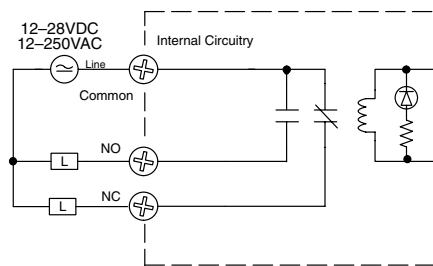 12–28VDC
12–250VAC
Internal Circuitry
Line
Common
NO
L
NC
L